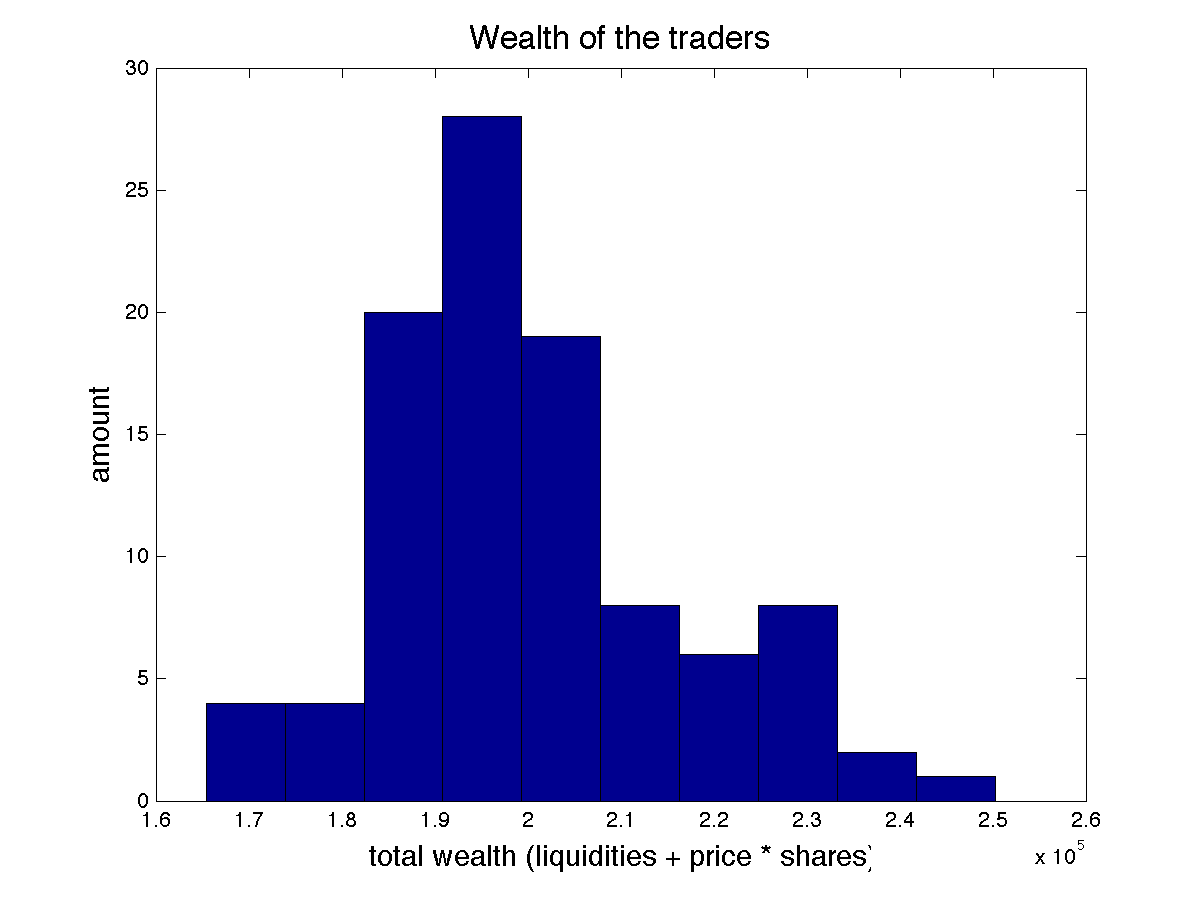 Wealth of the traders
30
25
20
15
10
5
0
amount
1.6 1.7 1.8 1.9 2 2.1 2.2 2.3 2.4 2.5 2.6
total wealth (liquidities + price * shares)
x 10^5